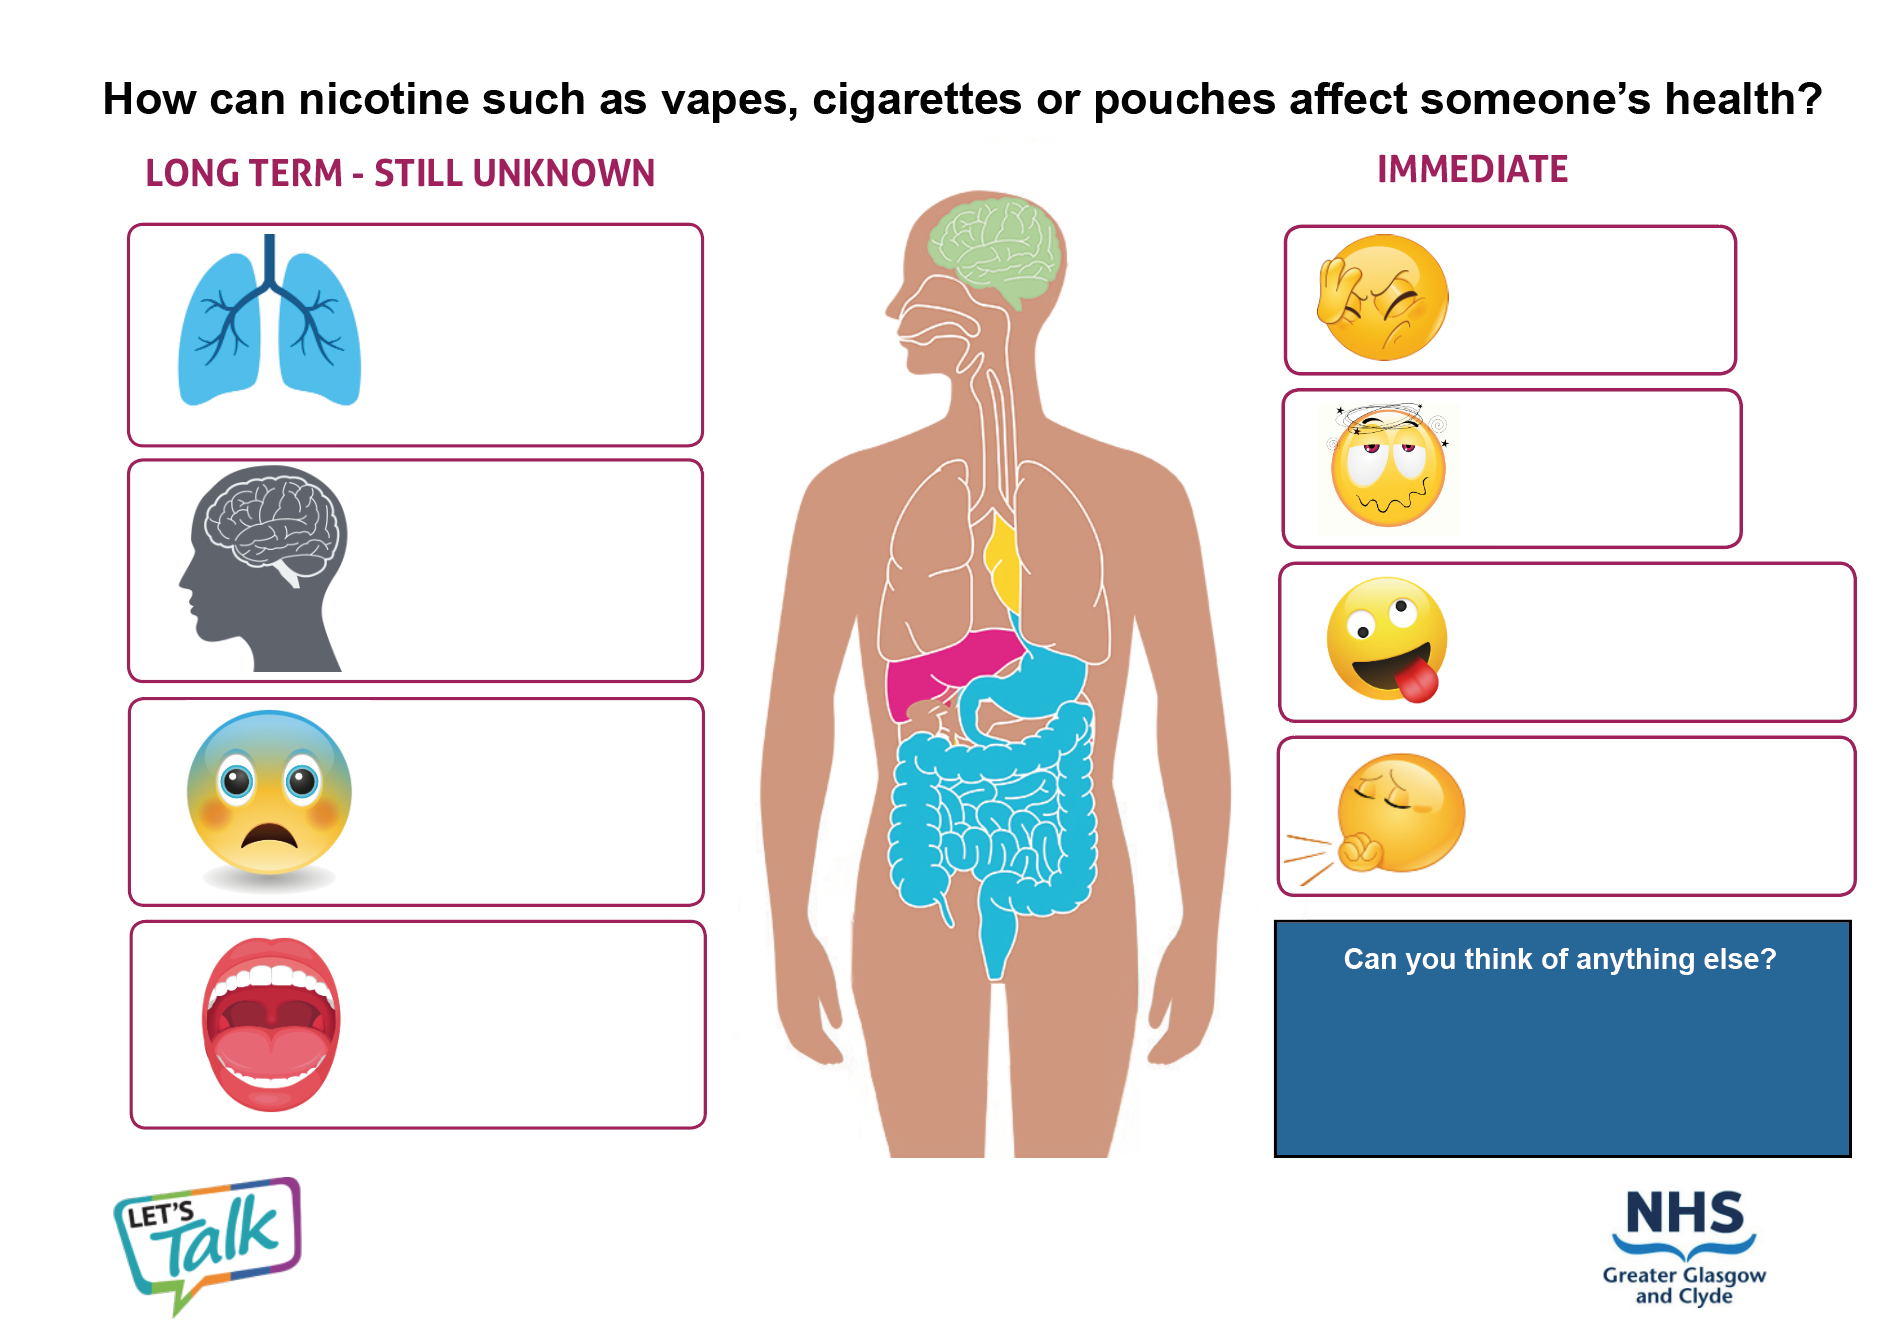 How can nicotine such as vapes, cigarettes or pouches affect someone’s health?
LONG TERM - STILL UNKNOWN
IMMEDIATE
Can you think of anything else?
LET'S
Talk
NHS
Greater Glasgow
and Clyde